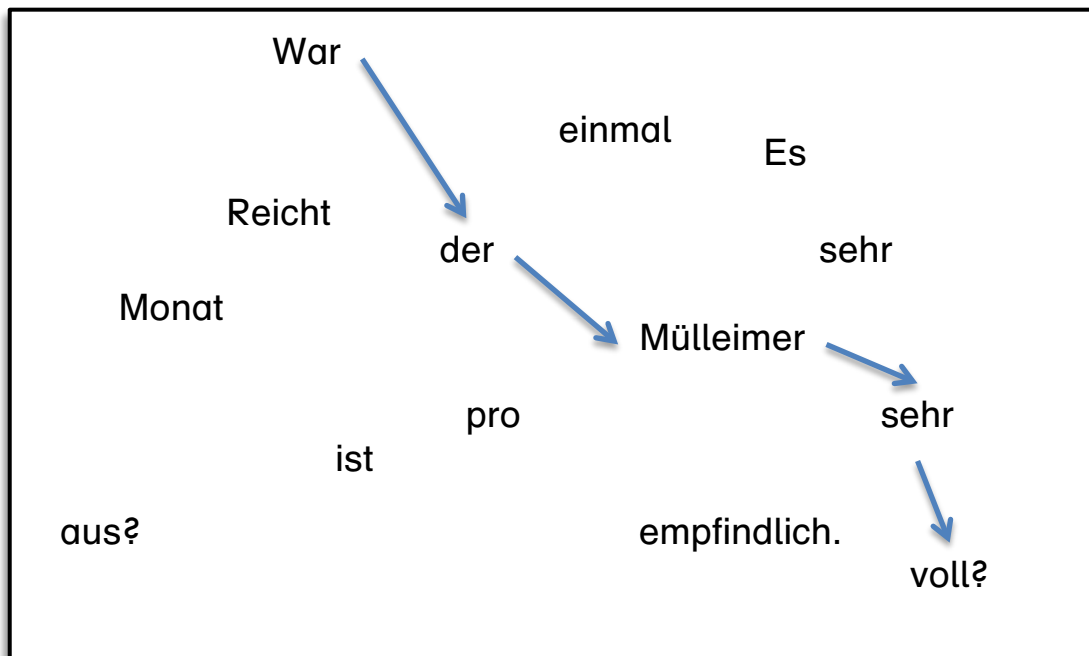 War
einmal
Es
Reicht
der
sehr
Monat
Mülleimer
pro
sehr
ist
aus?
empfindlich.
voll?